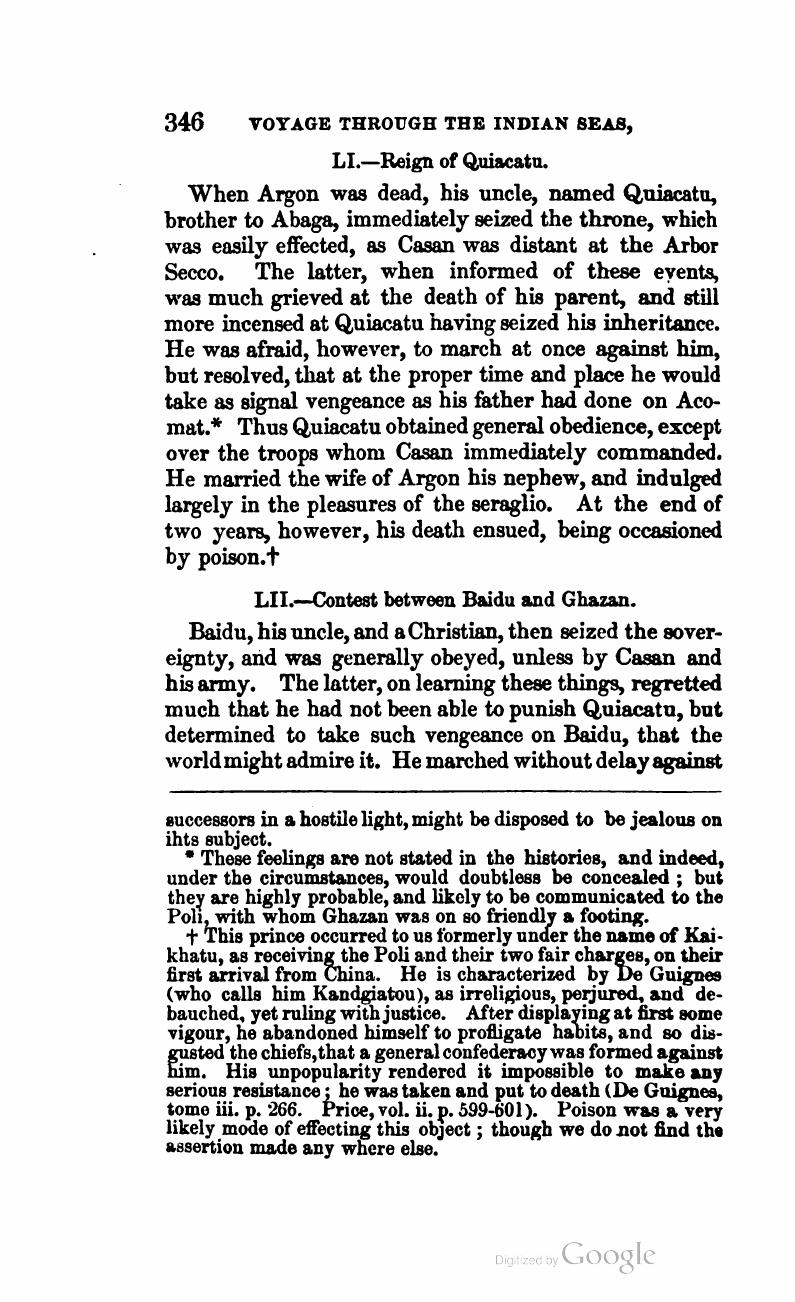 346 VOYAGE THROUGH THE INDIAN SEAS,
LI.—Reign of Quiacatu.
When Argon was dead, his uncle, named Quiacatu,
brother to Abaga, immediately seized the throne, which
was easily effected, as Casan was distant at the Arbor
Secco. The latter, when informed of these events,
was much grieved at the death of his parent, and still
more incensed at Quiacatu having seized his inheritance.
He was afraid, however, to march at once against him,
but resolved, that at the proper time and place he would
take as signal vengeance as his father had done on Aco-
mat.* Thus Quiacatu obtained general obedience, except
over the troops whom Casan immediately commanded.
He married the wife of Argon his nephew, and indulged
largely in the pleasures of the seraglio. At the end of
two years, however, his death ensued, being occasioned
by poison.†
LII.—Contest between Baidu and Ghazan.
Baidu, his uncle, and a Christian, then seized the sover-
eignty, and was generally obeyed, unless by Casan and
his army. The latter, on learning these things, regretted
much that he had not been able to punish Quiacatu, but
determined to take such vengeance on Baidu, that the
world might admire it. He marched without delay against
successors in a hostile light, might be disposed to be jealous on
ihts subject.
* These feelings are not stated in the histories, and indeed,
under the circumstances, would doubtless be concealed ; but
they are highly probable, and likely to be communicated to the
Poli, with whom Ghazan was on so friendly a footing.
† This prince occurred to us formerly under the name of Kai-
khatu, as receiving the Poli and their two fair charges, on their
first arrival from China. He is characterized by De Guignes
(who calls him Kandgiatou), as irreligious, perjured, and de-
bauched, yet ruling with justice. After displaying at first some
vigour, he abandoned himself to profligate habits, and so dis-
gusted the chiefs, that a general confederacy was formed against
him. His unpopularity rendered it impossible to make any
serious resistance ; he was taken and put to death (De Guignes,
tome iii. p. 266. Price, vol. ii. p. 599-601). Poison was a very
likely mode of effecting this object ; though we do not find the
assertion made any where else.
Digitized by Google